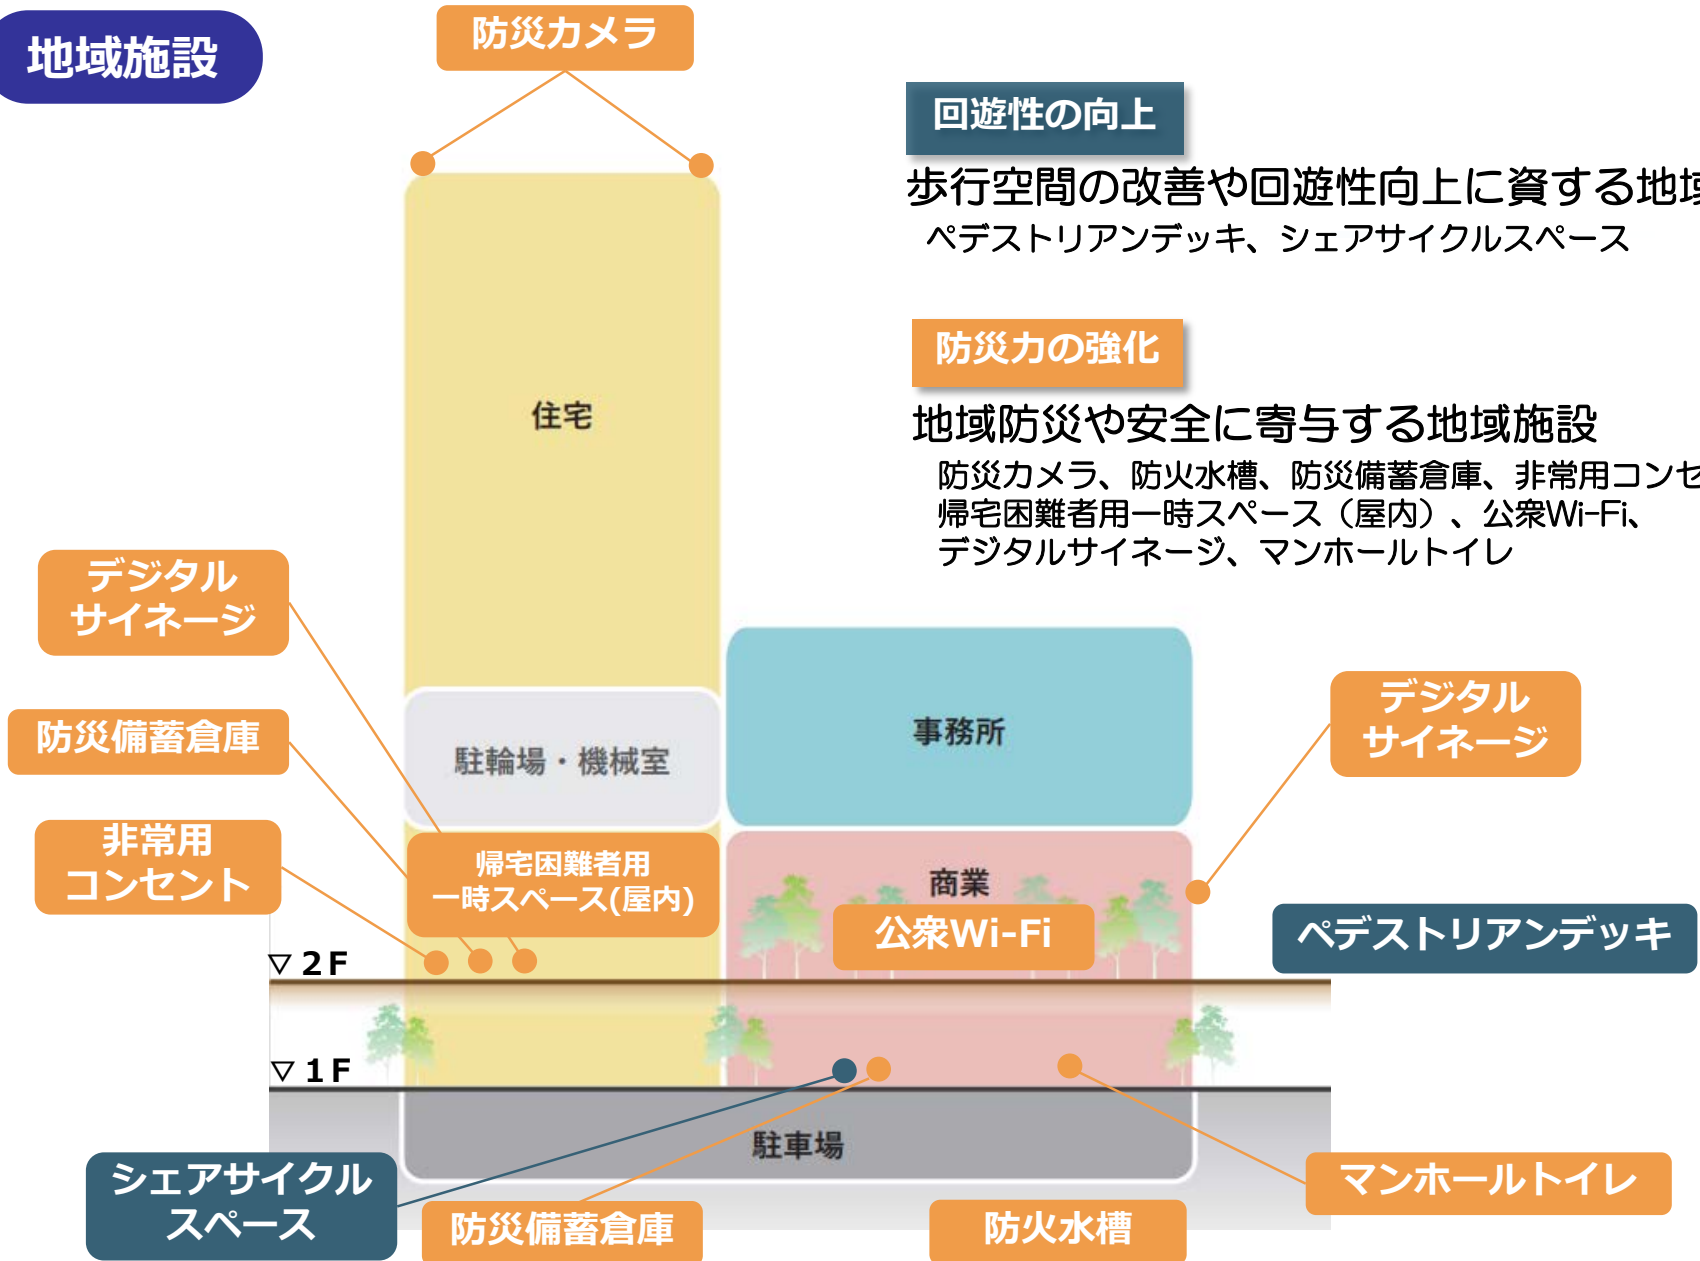 地域施設
防災カメラ
回遊性の向上
歩行空間の改善や回遊性向上に資する地域
ペデストリアンデッキ、シェアサイクルスペース
防災力の強化
地域防災や安全に寄与する地域施設
防災カメラ、防火水槽、防災備蓄倉庫、非常用コンセ
帰宅困難者用一時スペース（屋内）、公衆Wi-Fi、
デジタルサイネージ、マンホールトイレ
住宅
デジタル
サイネージ
防災備蓄倉庫
非常用
コンセント
駐輪場・機械室
事務所
デジタル
サイネージ
帰宅困難者用
一時スペース(屋内)
商業
公衆Wi-Fi
ペデストリアンデッキ
▽2F
▽1F
駐車場
シェアサイクル
スペース
防災備蓄倉庫
防火水槽
マンホールトイレ